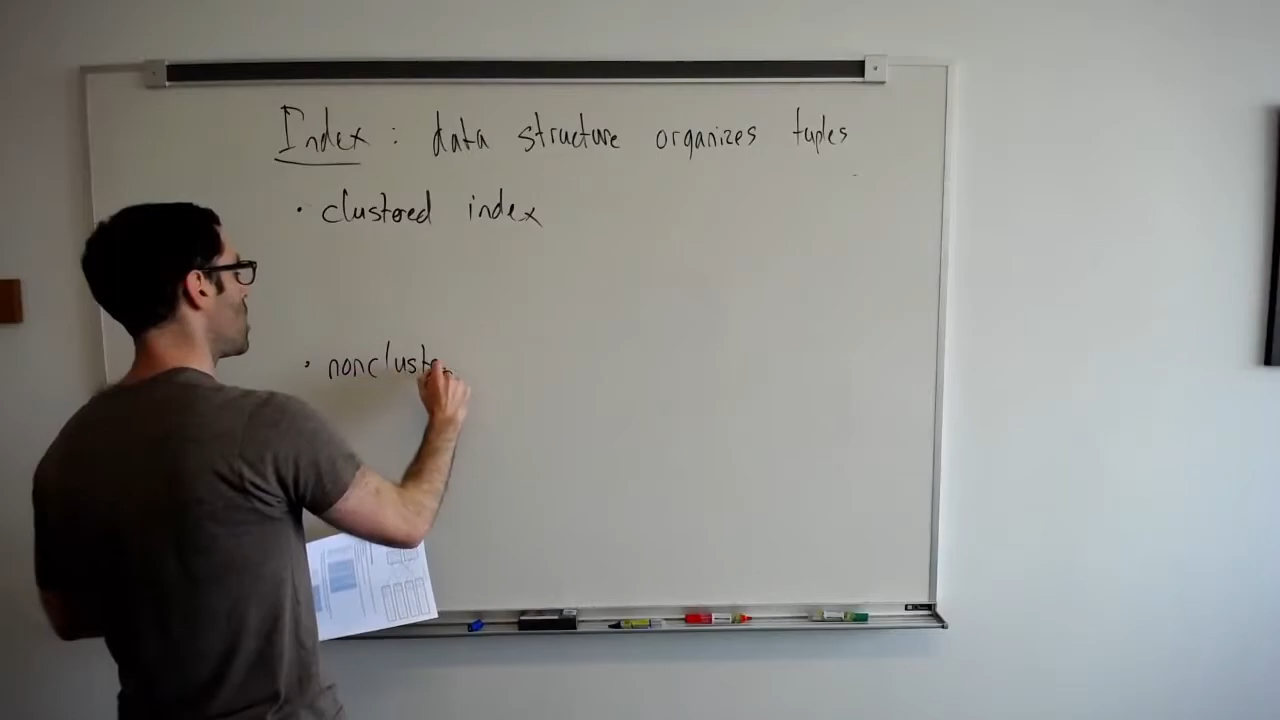 Index: data structure organizes tuples
• clustered index
• nonclust